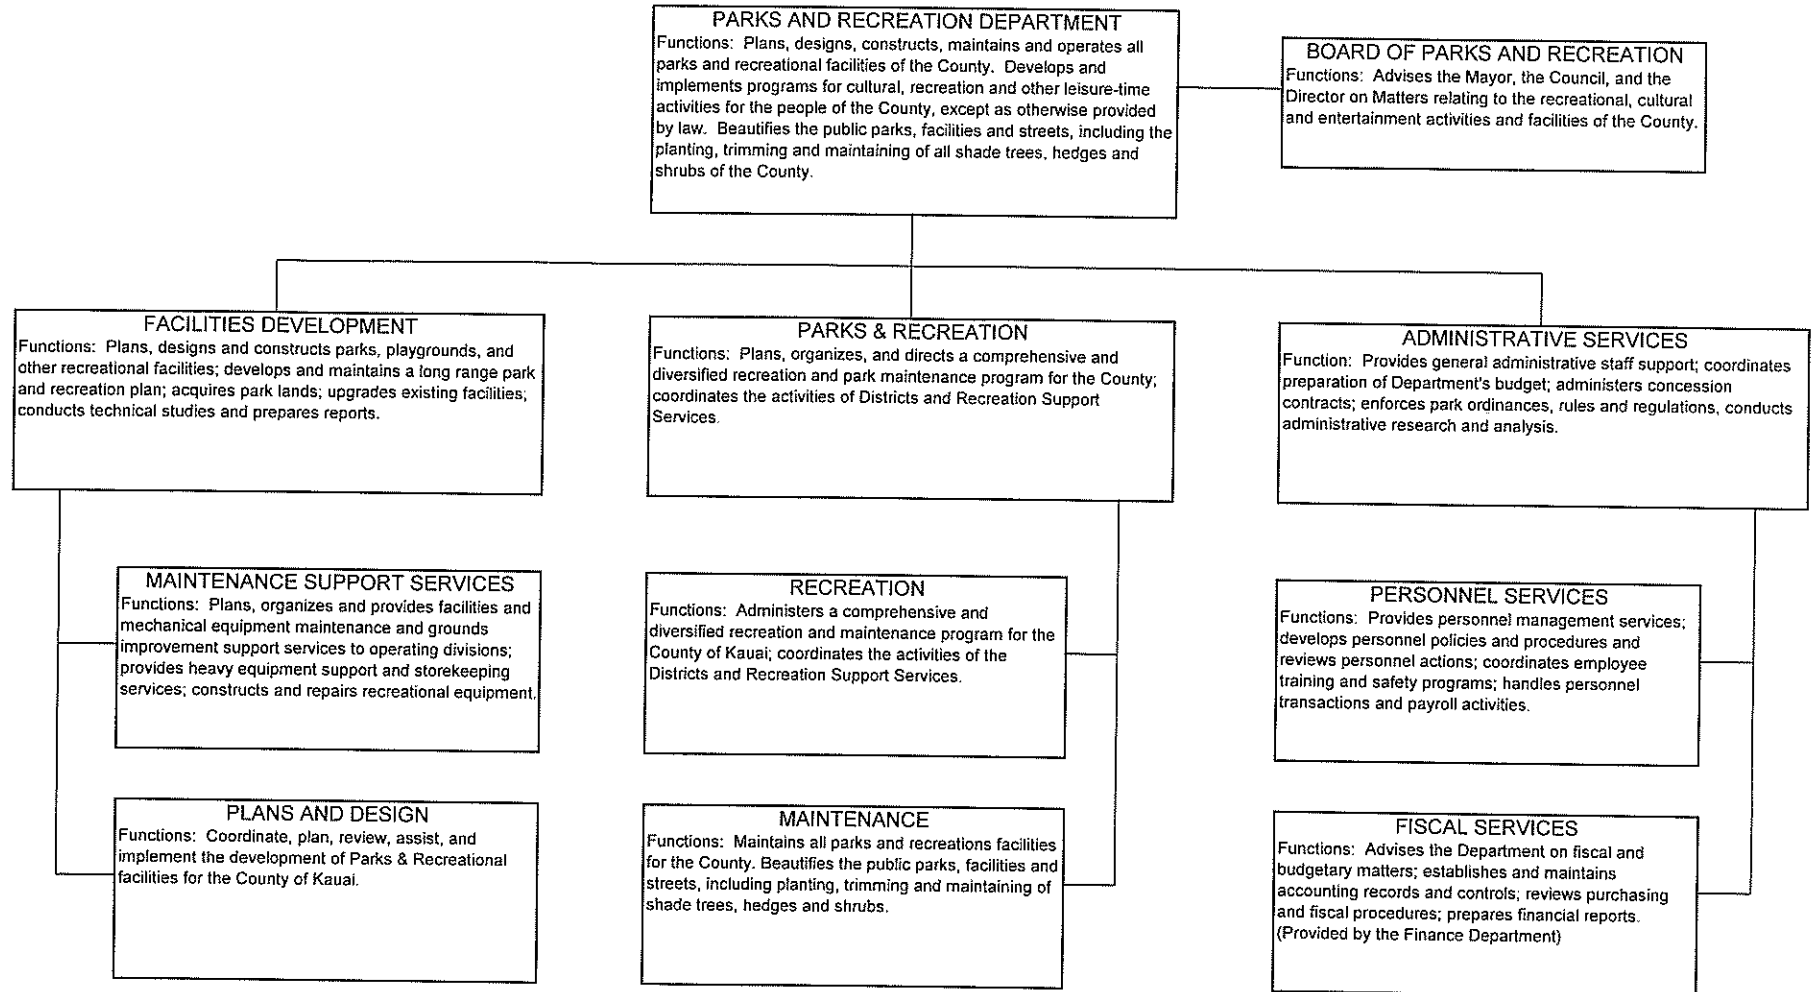 PARKS AND RECREATION DEPARTMENT
Functions: Plans, designs, constructs, maintains and operates all
parks and recreational facilities of the County. Develops and
implements programs for cultural, recreation and other leisure-time
activities for the people of the County, except as otherwise provided
by law. Beautifies the public parks, facilities and streets, including the
planting, trimming and maintaining of all shade trees, hedges and
shrubs of the County.
BOARD OF PARKS AND RECREATION
Functions: Advises the Mayor, the Council, and the
Director on Matters relating to the recreational, cultural
and entertainment activities and facilities of the County.
FACILITIES DEVELOPMENT
Functions: Plans, designs and constructs parks, playgrounds, and
other recreational facilities; develops and maintains a long range park
and recreation plan; acquires park lands; upgrades existing facilities;
conducts technical studies and prepares reports.
PARKS & RECREATION
Functions: Plans, organizes, and directs a comprehensive and
diversified recreation and park maintenance program for the County;
coordinates the activities of Districts and Recreation Support
Services.
ADMINISTRATIVE SERVICES
Function: Provides general administrative staff support; coordinates
preparation of Department's budget; administers concession
contracts; enforces park ordinances, rules and regulations, conducts
administrative research and analysis.
MAINTENANCE SUPPORT SERVICES
Functions: Plans, organizes and provides facilities and
mechanical equipment maintenance and grounds
improvement support services to operating divisions;
provides heavy equipment support and storekeeping
services; constructs and repairs recreational equipment.
RECREATION
Functions: Administers a comprehensive and
diversified recreation and maintenance program for the
County of Kauai; coordinates the activities of the
Districts and Recreation Support Services.
PERSONNEL SERVICES
Functions: Provides personnel management services;
develops personnel policies and procedures and
reviews personnel actions; coordinates employee
training and safety programs; handles personnel
transactions and payroll activities.
PLANS AND DESIGN
Functions: Coordinate, plan, review, assist, and
implement the development of Parks & Recreational
facilities for the County of Kauai.
MAINTENANCE
Functions: Maintains all parks and recreations facilities
for the County. Beautifies the public parks, facilities and
streets, including planting, trimming and maintaining of
shade trees, hedges and shrubs.
FISCAL SERVICES
Functions: Advises the Department on fiscal and
budgetary matters; establishes and maintains
accounting records and controls; reviews purchasing
and fiscal procedures; prepares financial reports.
(Provided by the Finance Department)